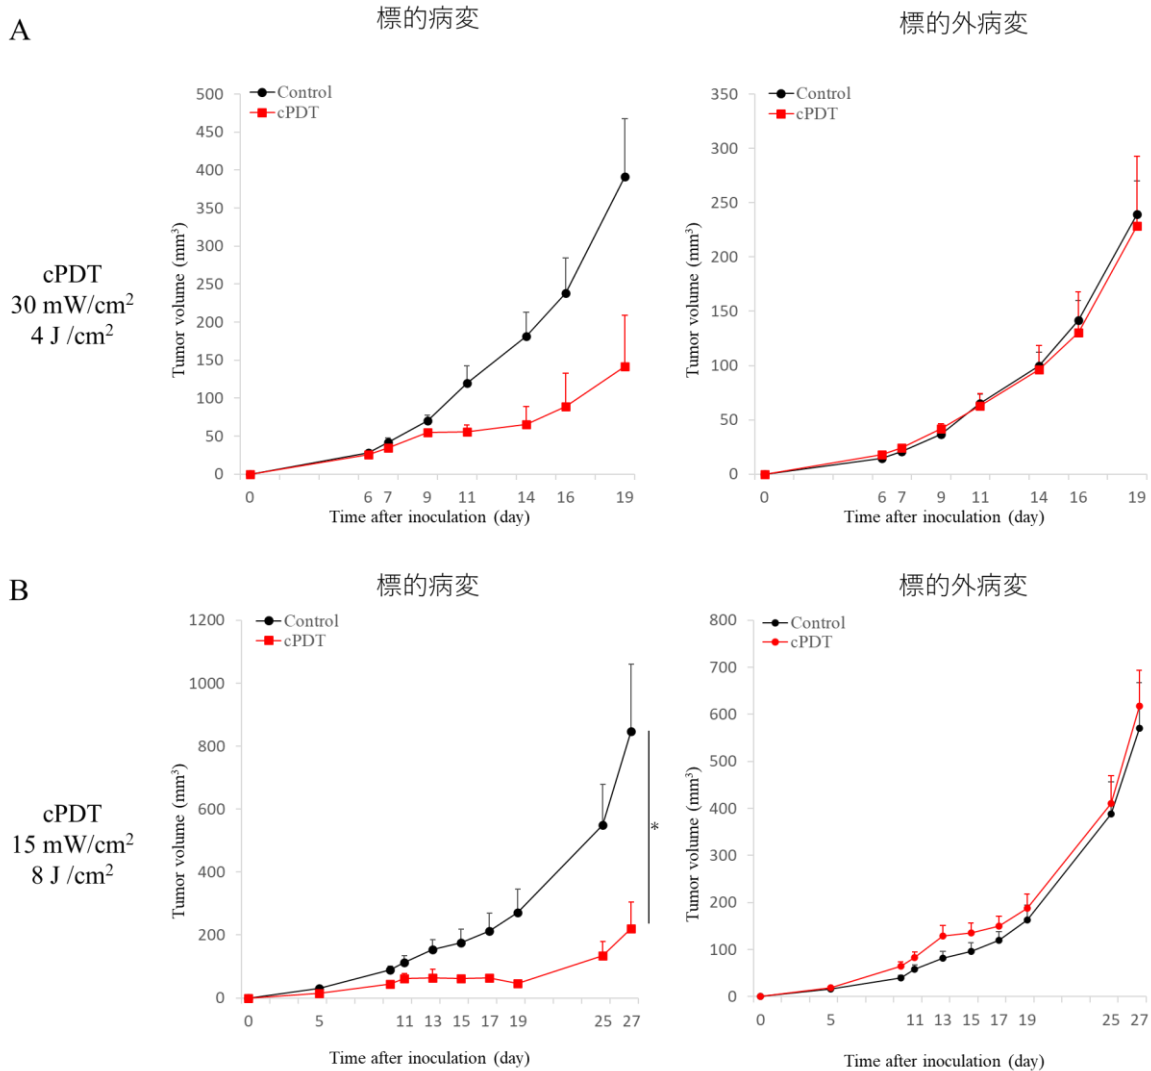 A
標的病変
標的外病変
cPDT
30 mW/cm²
4 J /cm²
Tumor volume (mm³)
500
450
400
350
300
250
200
150
100
50
0
Control
cPDT
0 6 7 9 11 14 16 19
Time after inoculation (day)
Tumor volume (mm³)
350
300
250
200
150
100
50
0
Control
cPDT
0 6 7 9 11 14 16 19
Time after inoculation (day)
B
標的病変
標的外病変
cPDT
15 mW/cm²
8 J /cm²
Tumor volume (mm³)
1200
1000
800
600
400
200
0
Control
cPDT
*
0 5 11 13 15 17 19 25 27
Time after inoculation (day)
Tumor volume (mm³)
800
700
600
500
400
300
200
100
0
Control
cPDT
0 5 11 13 15 17 19 25 27
Time after inoculation (day)